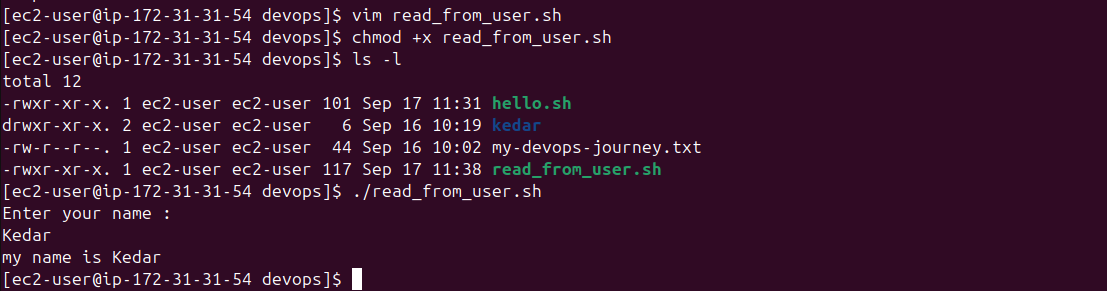 [ec2-user@ip-172-31-31-54 devops]$ vim read_from_user.sh
[ec2-user@ip-172-31-31-54 devops]$ chmod +x read_from_user.sh
[ec2-user@ip-172-31-31-54 devops]$ ls -l
total 12
-rwxr-xr-x. 1 ec2-user ec2-user 101 Sep 17 11:31 hello.sh
drwxr-xr-x. 2 ec2-user ec2-user   6 Sep 16 10:19 kedar
-rw-r--r--. 1 ec2-user ec2-user  44 Sep 16 10:02 my-devops-journey.txt
-rwxr-xr-x. 1 ec2-user ec2-user 117 Sep 17 11:38 read_from_user.sh
[ec2-user@ip-172-31-31-54 devops]$ ./read_from_user.sh
Enter your name :
Kedar
my name is Kedar
[ec2-user@ip-172-31-31-54 devops]$